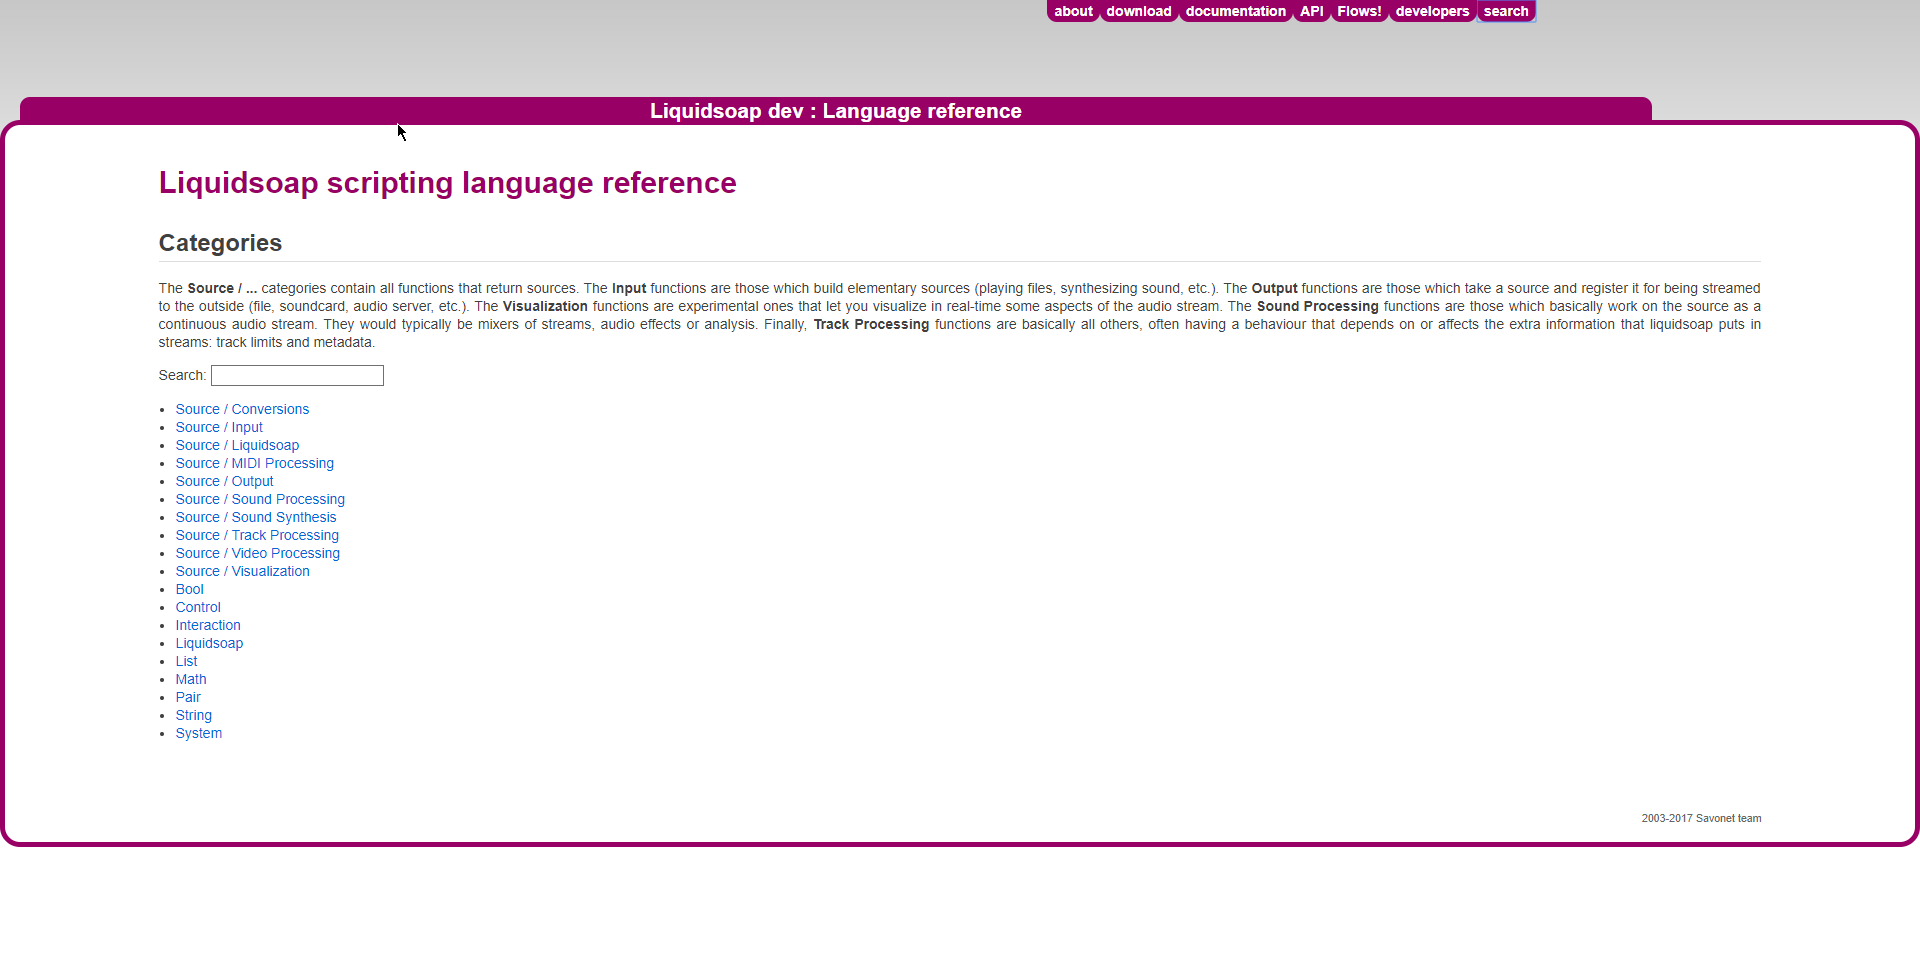 about download documentation API Flows! developers search
Liquidsoap dev : Language reference
Liquidsoap scripting language reference
Categories
The Source / ... categories contain all functions that return sources. The Input functions are those which build elementary sources (playing files, synthesizing sound, etc.). The Output functions are those which take a source and register it for being streamed
to the outside (file, soundcard, audio server, etc.). The Visualization functions are experimental ones that let you visualize in real-time some aspects of the audio stream. The Sound Processing functions are those which basically work on the source as a
continuous audio stream. They would typically be mixers of streams, audio effects or analysis. Finally, Track Processing functions are basically all others, often having a behaviour that depends on or affects the extra information that liquidsoap puts in
streams: track limits and metadata.
Search:
• Source / Conversions
• Source / Input
• Source / Liquidsoap
• Source / MIDI Processing
• Source / Output
• Source / Sound Processing
• Source / Sound Synthesis
• Source / Track Processing
• Source / Video Processing
• Source / Visualization
• Bool
• Control
• Interaction
• Liquidsoap
• List
• Math
• Pair
• String
• System
2003-2017 Savonet team